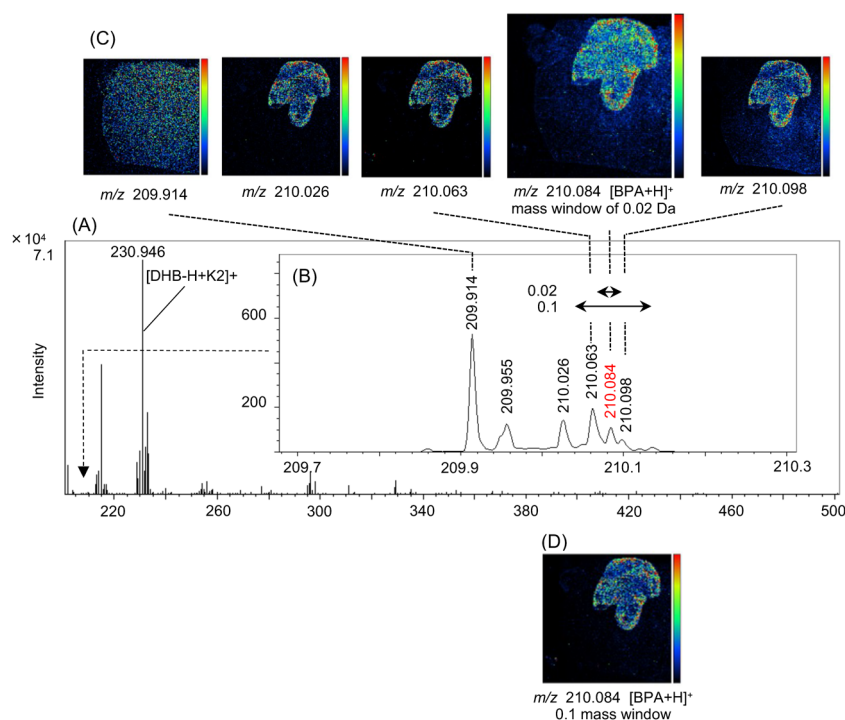 (C)
m/z 209.914
m/z 210.026
m/z 210.063
m/z 210.084 [BPA+H]+
mass window of 0.02 Da
m/z 210.098
(A)
× 10⁴
7.1
230.946
[DHB-H+K2]+
Intensity
(B)
600
200
209.914
209.955
210.026
210.063
210.084
210.098
0.02
0.1
209.7
209.9
210.1
210.3
220
260
300
340
380
420
460
500
(D)
m/z 210.084 [BPA+H]+
0.1 mass window